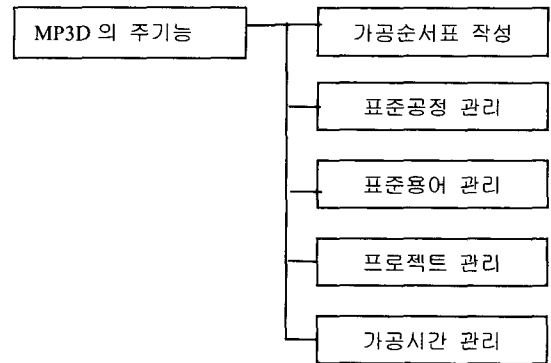 MP3D 의 주기능
가공순서표 작성
표준공정 관리
표준용어 관리
프로젝트 관리
가공시간 관리